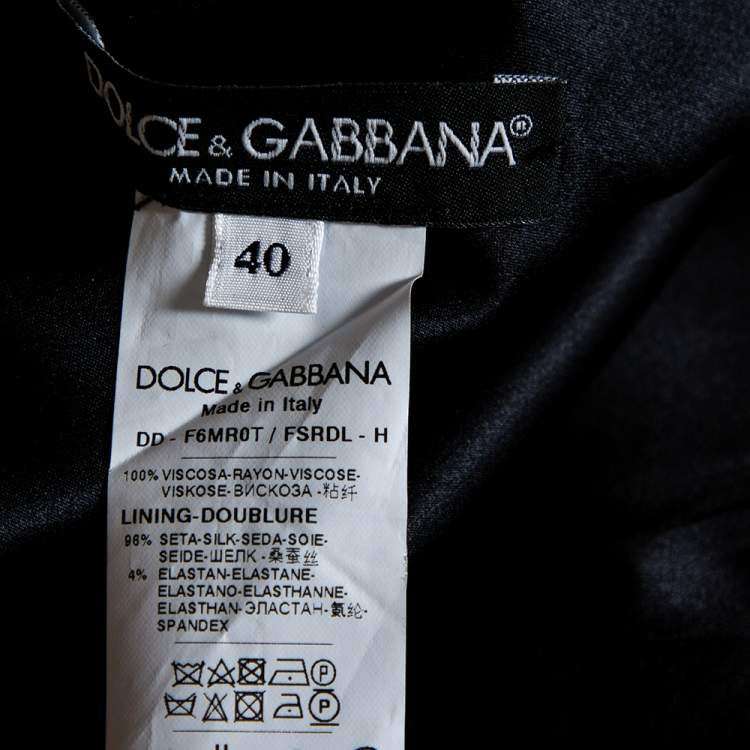 DOLCE & GABBANA®
MADE IN ITALY
40
DOLCE & GABBANA
Made in Italy
DD - F6MR0T / FSRDL - H
100% VISCOSA-RAYON-VISCOSE-
VISKOSE-ВИСКОЗА -粘纤
LINING-DOUBLURE
96% SETA-SILK-SEDA-SOIE-
SEIDE-ШЕЛК -桑蚕丝
4% ELASTAN-ELASTANE-
ELASTANO-ELASTHANNE-
ELASTHAN-ЭЛАСТАН-氨纶-
SPANDEX